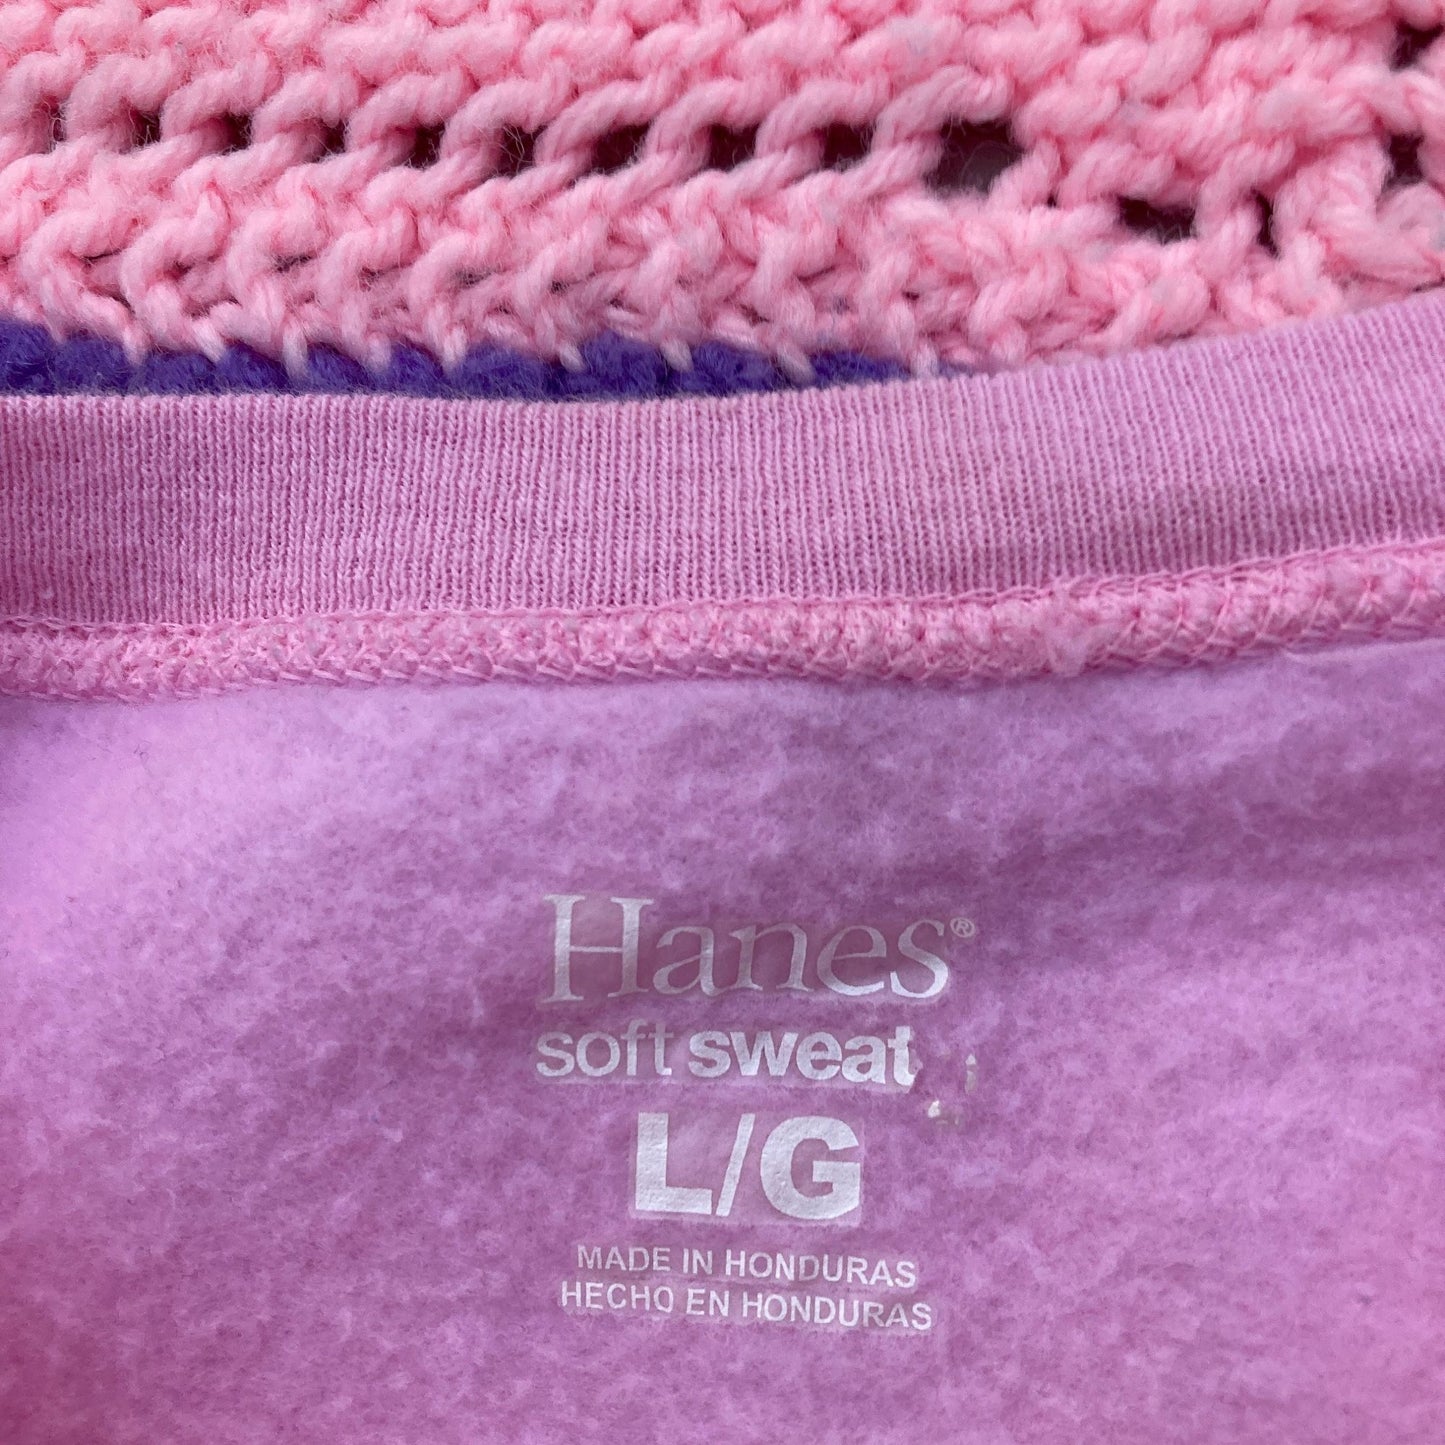 Hanes®
soft sweat
L/G
MADE IN HONDURAS
HECHO EN HONDURAS